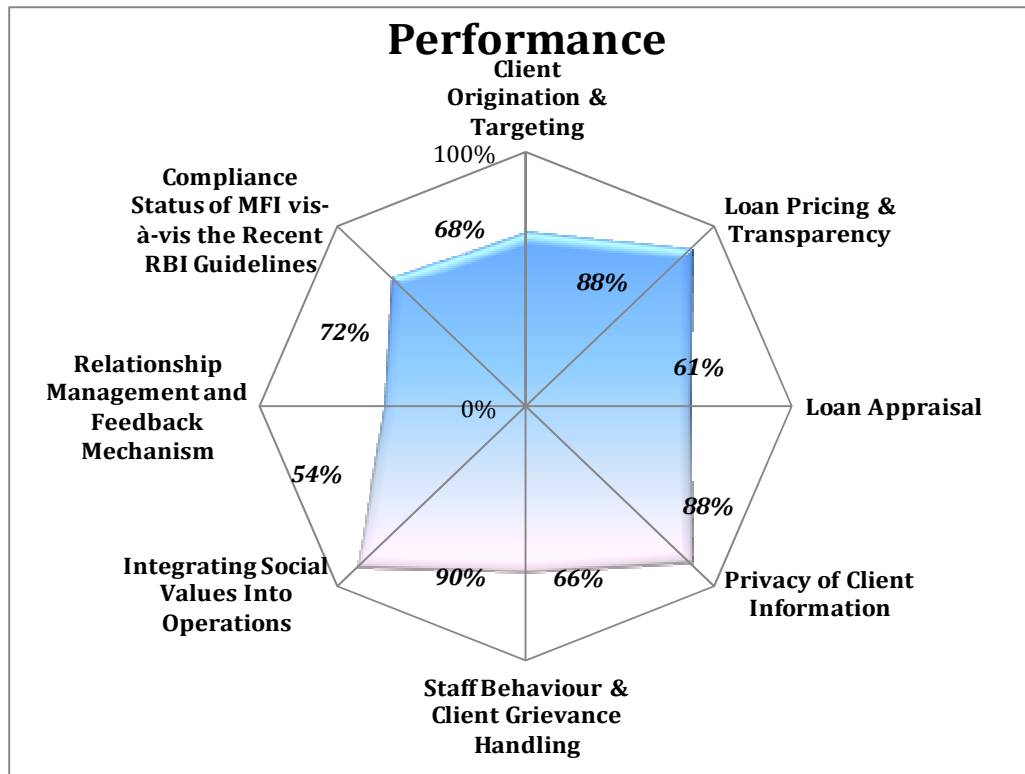 Performance
Client
Origination &
Targeting
100%
Compliance
Status of MFI vis-
à-vis the Recent
RBI Guidelines
68%
Loan Pricing &
Transparency
88%
72%
61%
Relationship
Management and
Feedback
Mechanism
0%
Loan Appraisal
54%
88%
Integrating Social
Values Into
Operations
90%
66%
Privacy of Client
Information
Staff Behaviour &
Client Grievance
Handling